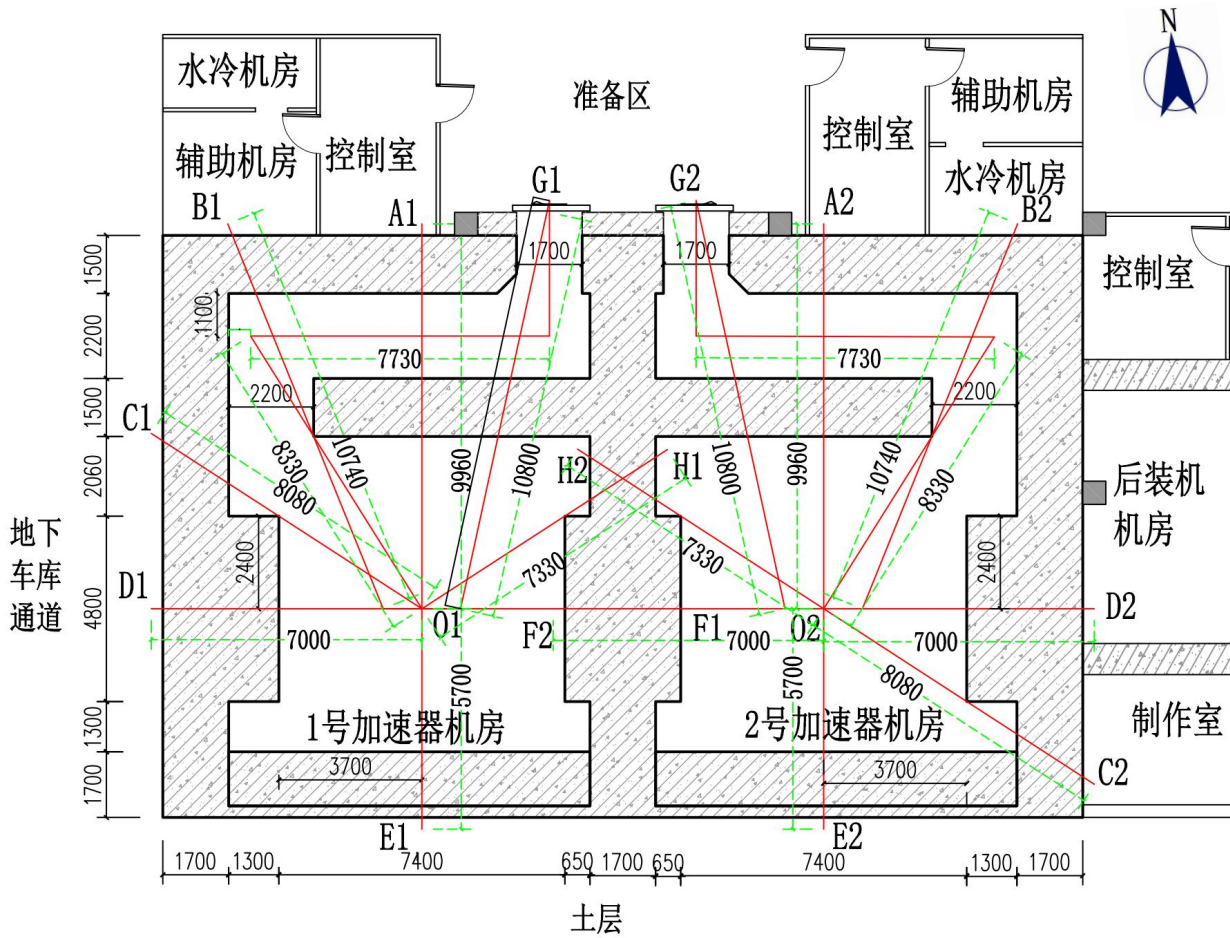 N
水冷机房
准备区
辅助机房
控制室
控制室
辅助机房
水冷机房
B1
A1
G1
G2
A2
B2
控制室
1500
1700
1700
1100
2200
7730
7730
2200
2200
C1
1500
8330
10740
8080
9960
10800
H2
H1
10800
9960
10740
8330
后装机
机房
2060
地下
车库
通道
2400
7330
7330
2400
D1
4800
O1
F2
F1
O2
D2
7000
7000
7000
5700
5700
8080
1号加速器机房
2号加速器机房
制作室
1300
3700
3700
C2
1700
E1
E2
1700
1300
7400
650
1700
650
7400
1300
1700
土层